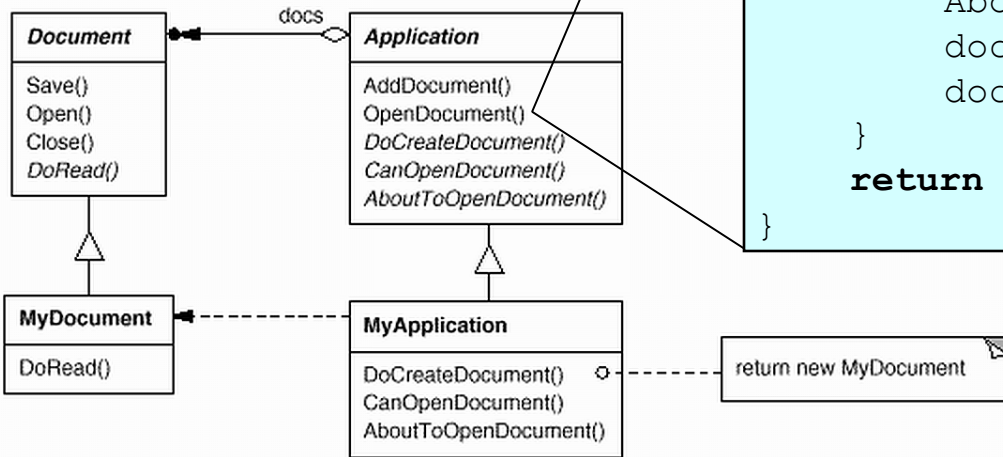 docs
Document
Save()
Open()
Close()
DoRead()
Application
AddDocument()
OpenDocument()
DoCreateDocument()
CanOpenDocument()
AboutToOpenDocument()
}
return
}
MyDocument
DoRead()
MyApplication
DoCreateDocument()
CanOpenDocument()
AboutToOpenDocument()
return new MyDocument